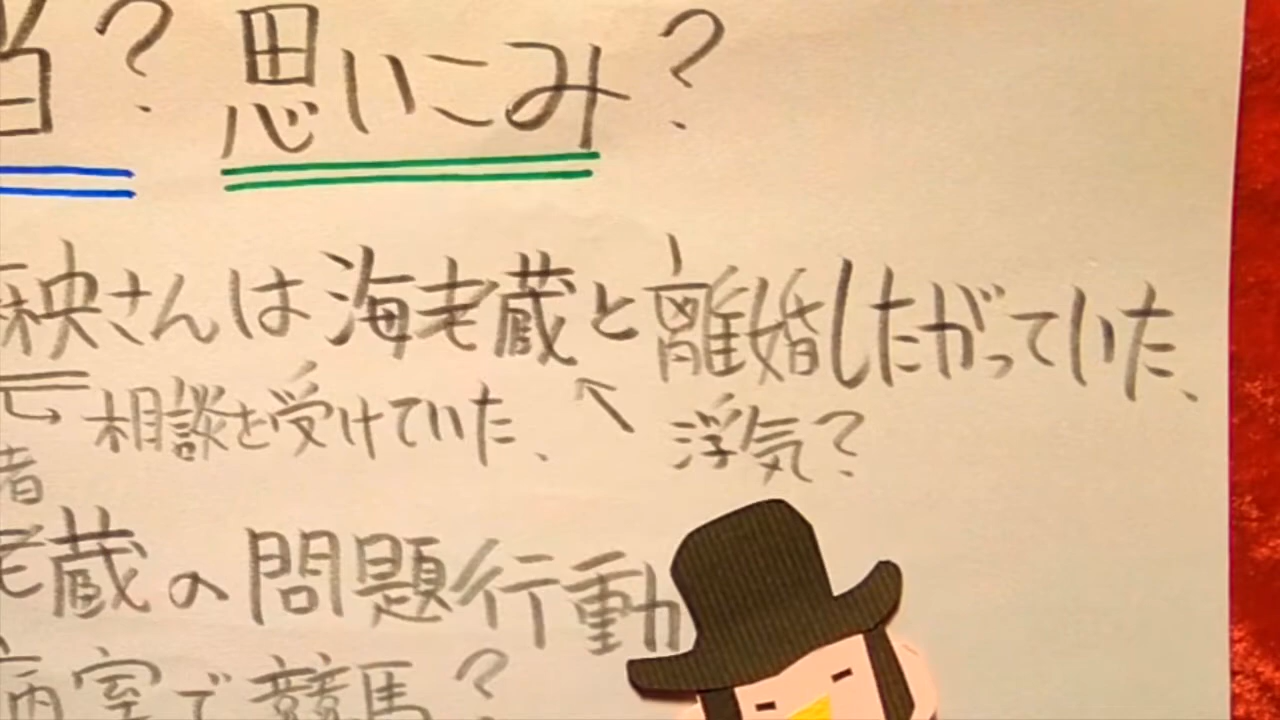 当？思いこみ？
麻央さんは海老蔵と離婚したがっていた、
相談を受けていた、 浮気？
者
老蔵の問題行動
病室で競馬？